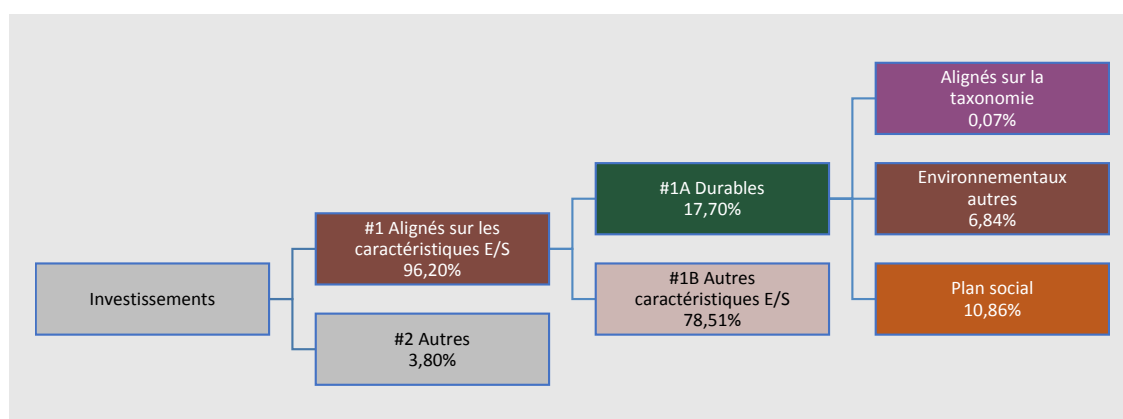 Investissements
#1 Alignés sur les
caractéristiques E/S
96,20%
#2 Autres
3,80%
#1A Durables
17,70%
#1B Autres
caractéristiques E/S
78,51%
Alignés sur la
taxonomie
0,07%
Environnementaux
autres
6,84%
Plan social
10,86%